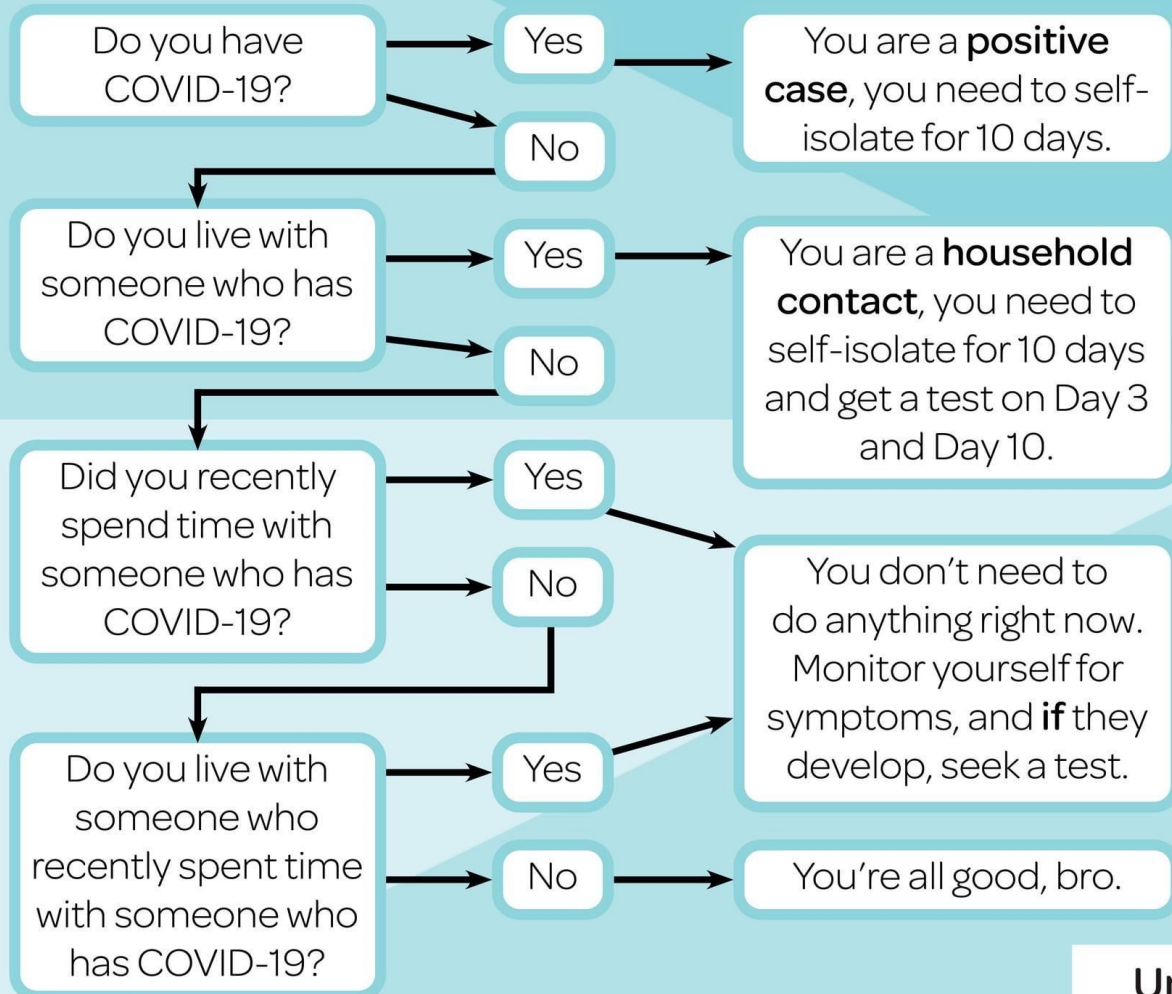 Do you have
COVID-19?
Yes
You are a positive
case, you need to self-
isolate for 10 days.
No
Do you live with
someone who has
COVID-19?
Yes
You are a household
contact, you need to
self-isolate for 10 days
and get a test on Day 3
and Day 10.
No
Did you recently
spend time with
someone who has
COVID-19?
Yes
No
You don't need to
do anything right now.
Monitor yourself for
symptoms, and if they
develop, seek a test.
Do you live with
someone who
recently spent time
with someone who
has COVID-19?
Yes
No
You're all good, bro.